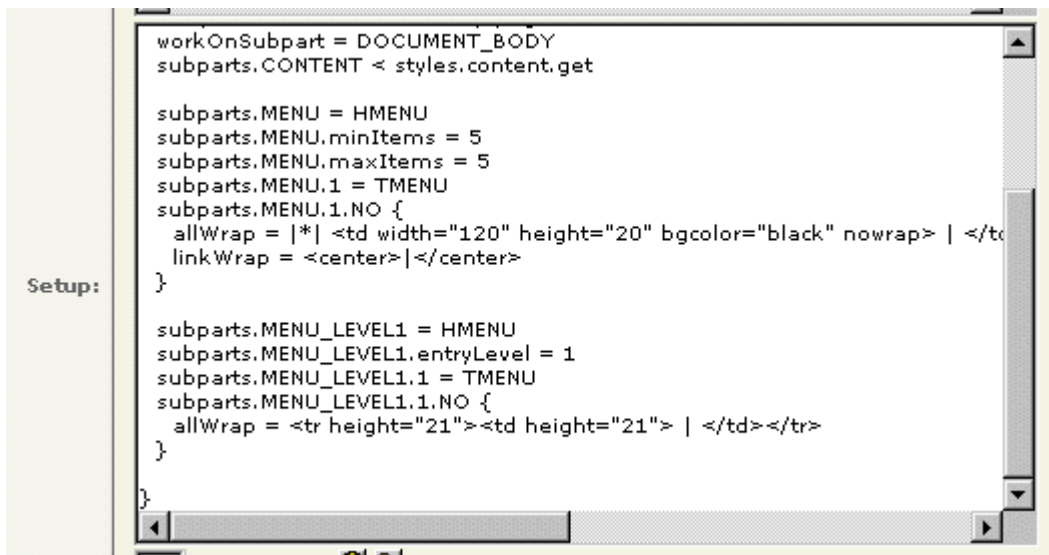 workOnSubpart = DOCUMENT_BODY
subparts.CONTENT < styles.content.get
subparts.MENU = HMENU
subparts.MENU.minItems = 5
subparts.MENU.maxItems = 5
subparts.MENU.1 = TMENU
subparts.MENU.1.NO {
allWrap = |*| <td width="120" height="20" bgcolor="black" nowrap> | </td
linkWrap = <center>|</center>
}
Setup:
subparts.MENU_LEVEL1 = HMENU
subparts.MENU_LEVEL1.entryLevel = 1
subparts.MENU_LEVEL1.1 = TMENU
subparts.MENU_LEVEL1.1.NO {
allWrap = <tr height="21"><td height="21"> | </td></tr>
}
}